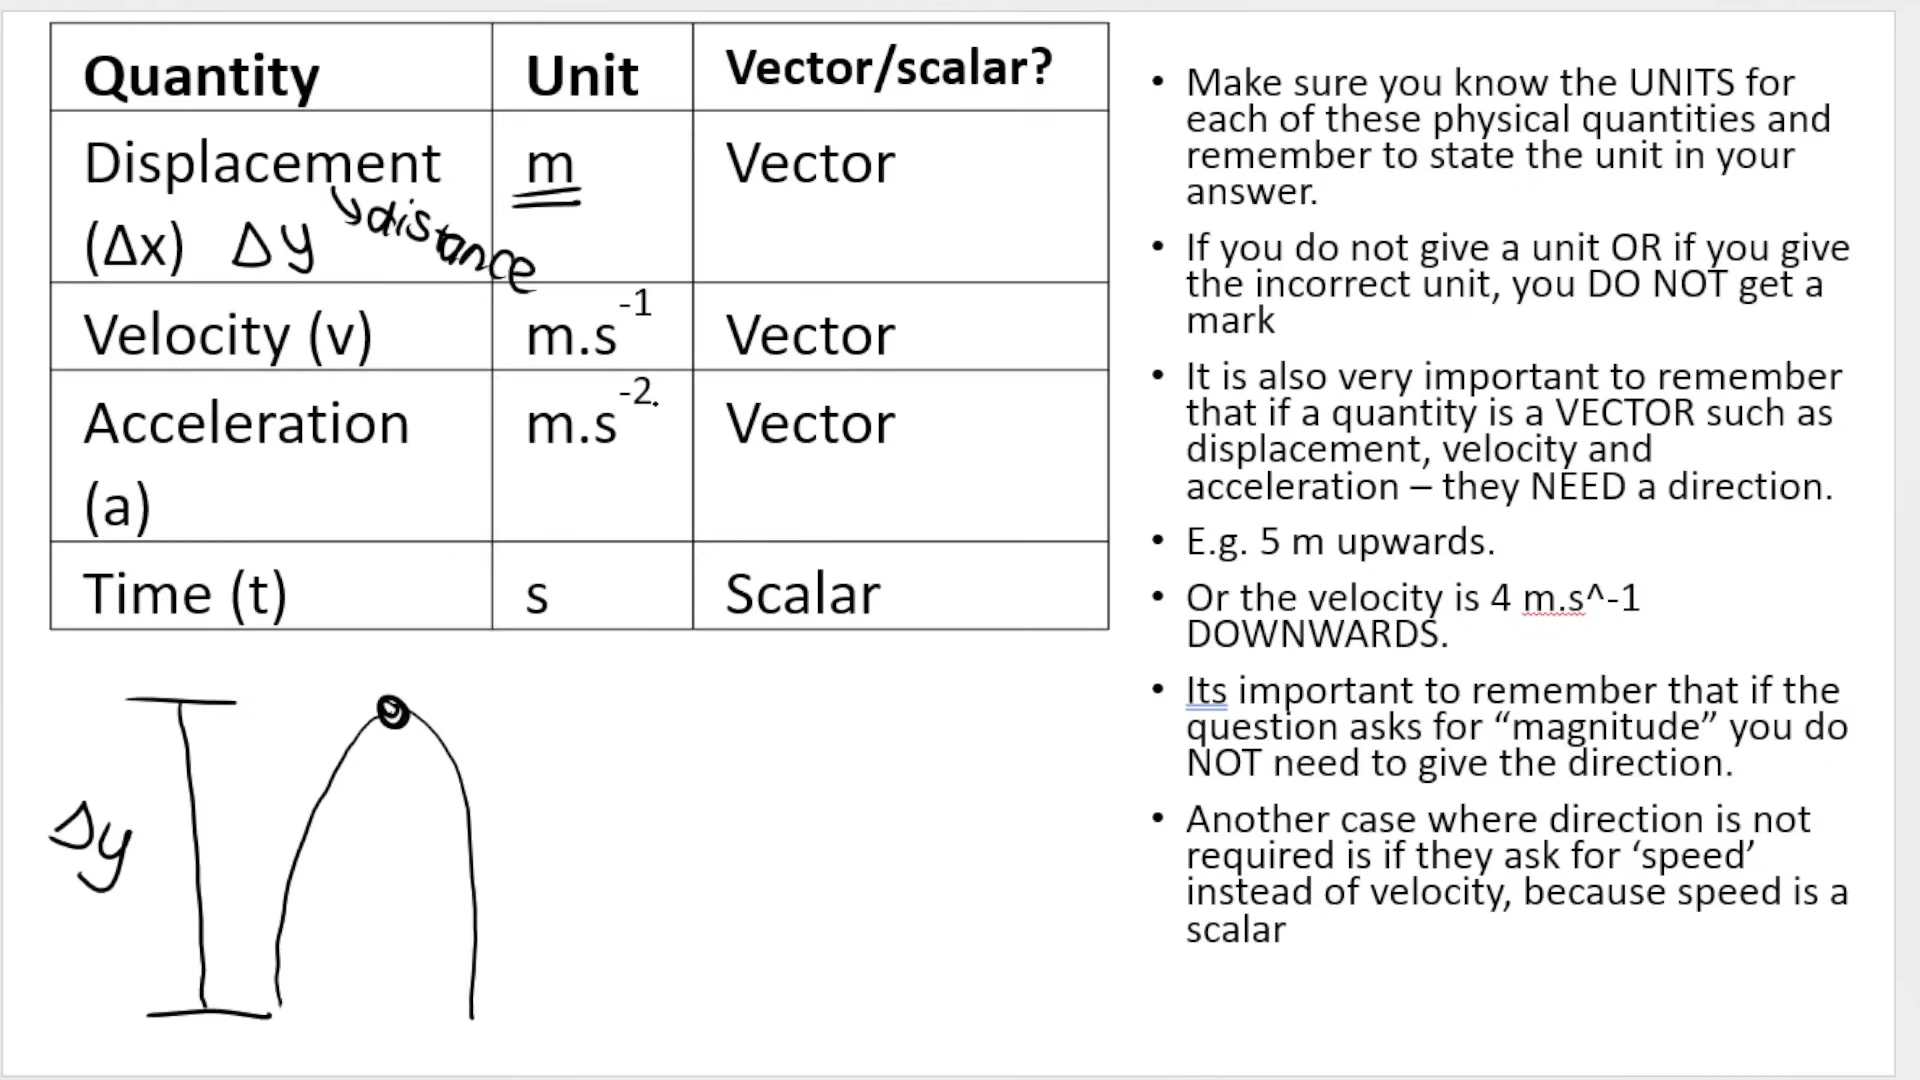 Quantity Unit Vector/scalar?
Displacement m Vector
(Δx) Δy distance
Velocity (v) m.s-1 Vector
Acceleration m.s-2. Vector
(a)
Time (t) s Scalar
Δy
• Make sure you know the UNITS for
each of these physical quantities and
remember to state the unit in your
answer.
• If you do not give a unit OR if you give
the incorrect unit, you DO NOT get a
mark
• It is also very important to remember
that if a quantity is a VECTOR such as
displacement, velocity and
acceleration – they NEED a direction.
• E.g. 5 m upwards.
• Or the velocity is 4 m.s^-1
DOWNWARDS.
• Its important to remember that if the
question asks for “magnitude” you do
NOT need to give the direction.
• Another case where direction is not
required is if they ask for ‘speed’
instead of velocity, because speed is a
scalar